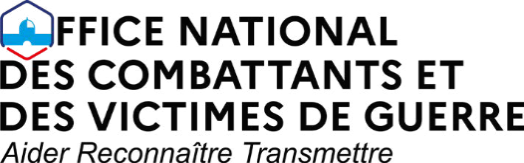 OFFICE NATIONAL
DES COMBATTANTS ET
DES VICTIMES DE GUERRE
Aider Reconnaître Transmettre